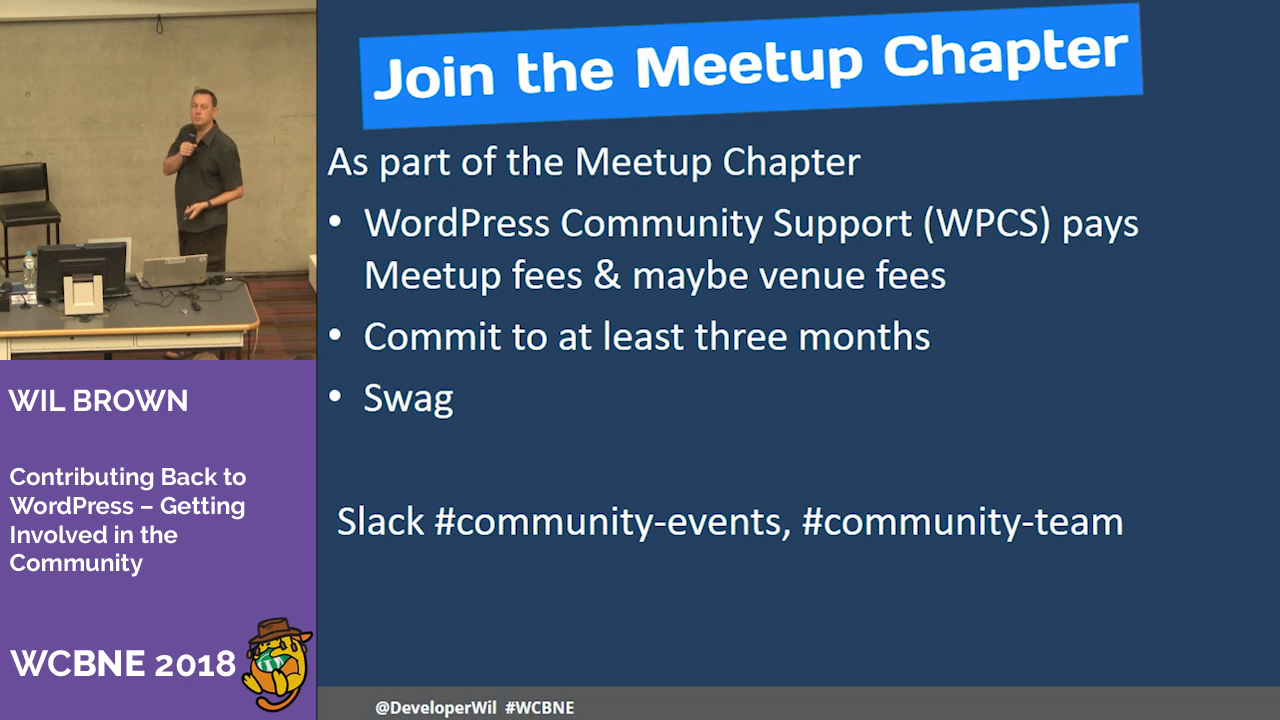 Join the Meetup Chapter
As part of the Meetup Chapter
• WordPress Community Support (WPCS) pays
Meetup fees & maybe venue fees
• Commit to at least three months
• Swag
Slack #community-events, #community-team
WIL BROWN
Contributing Back to
WordPress – Getting
Involved in the
Community
WCBNE 2018
@DeveloperWil #WCBNE